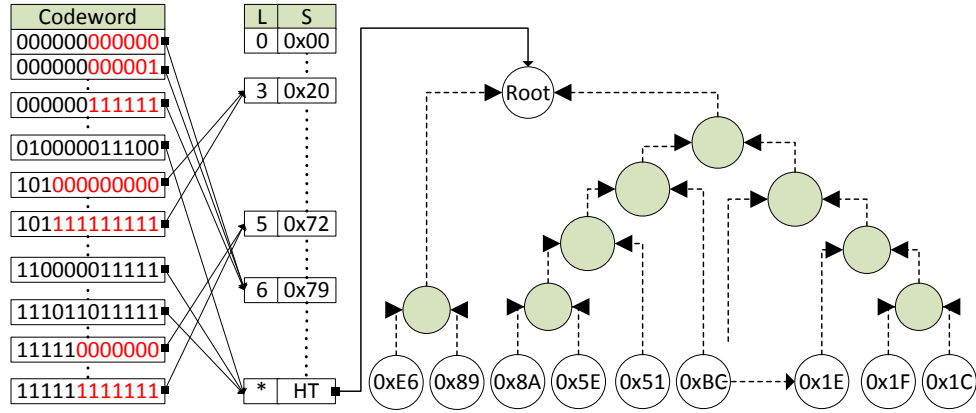 Codeword
000000000000
000000000001
000000111111
010000011100
101000000000
101111111111
110000011111
111011011111
111110000000
111111111111
L S
0 0x00
3 0x20
5 0x72
6 0x79
* HT
Root
0xE6 0x89 0x8A 0x5E 0x51 0xBC 0x1E 0x1F 0x1C